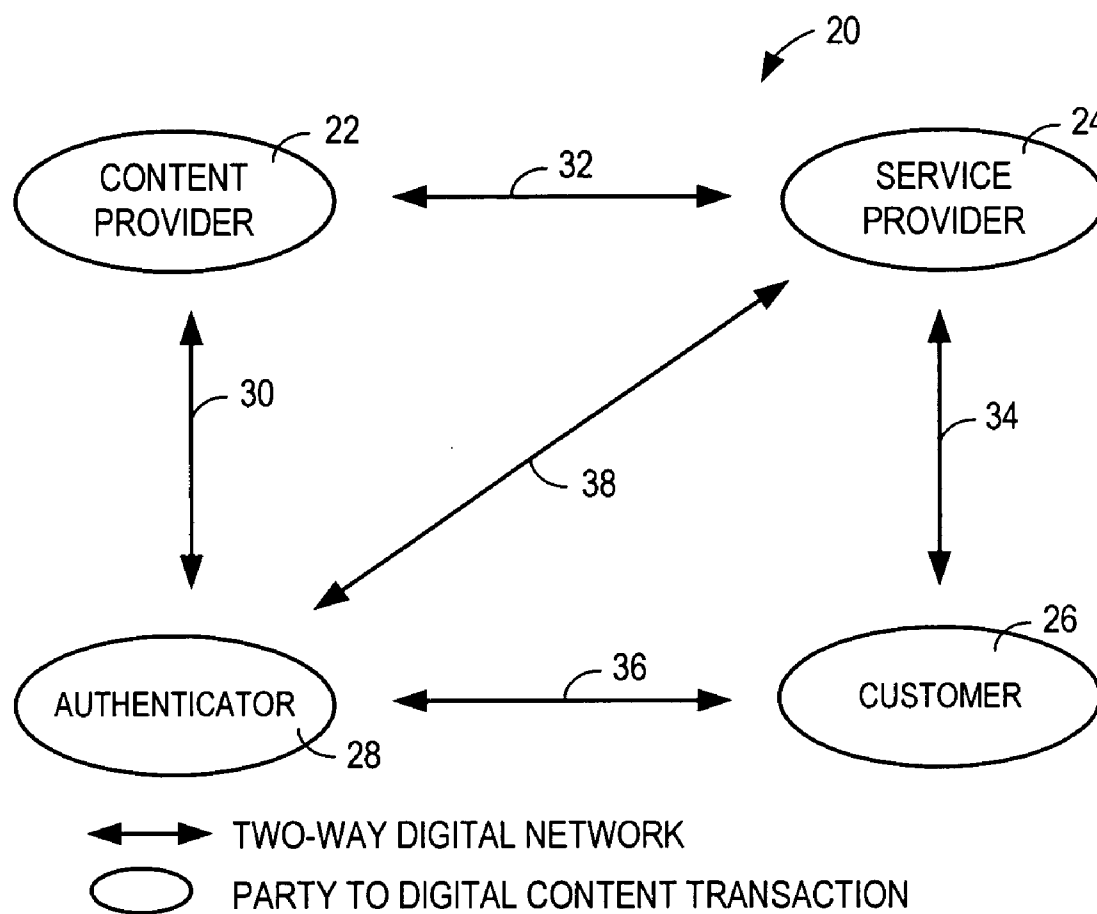 20
22
CONTENT
PROVIDER
32
24
SERVICE
PROVIDER
30
38
34
AUTHENTICATOR
28
36
26
CUSTOMER
TWO-WAY DIGITAL NETWORK
PARTY TO DIGITAL CONTENT TRANSACTION